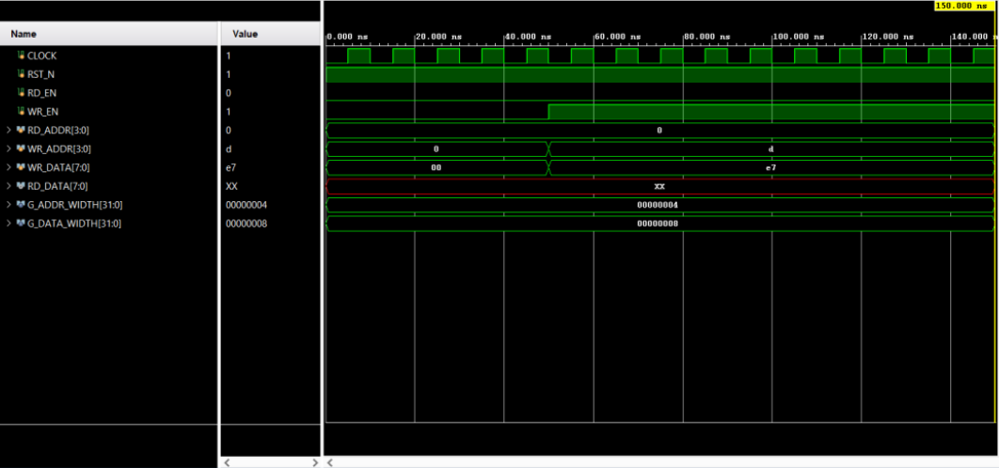 150.000 ns
Name Value
0.000 ns 20.000 ns 40.000 ns 60.000 ns 80.000 ns 100.000 ns 120.000 ns 140.000
CLOCK 1
RST_N 1
RD_EN 0
WR_EN 1
RD_ADDR[3:0] 0 0
WR_ADDR[3:0] d 0 d
WR_DATA[7:0] e7 00 e7
RD_DATA[7:0] XX XX
G_ADDR_WIDTH[31:0] 00000004 00000004
G_DATA_WIDTH[31:0] 00000008 00000008